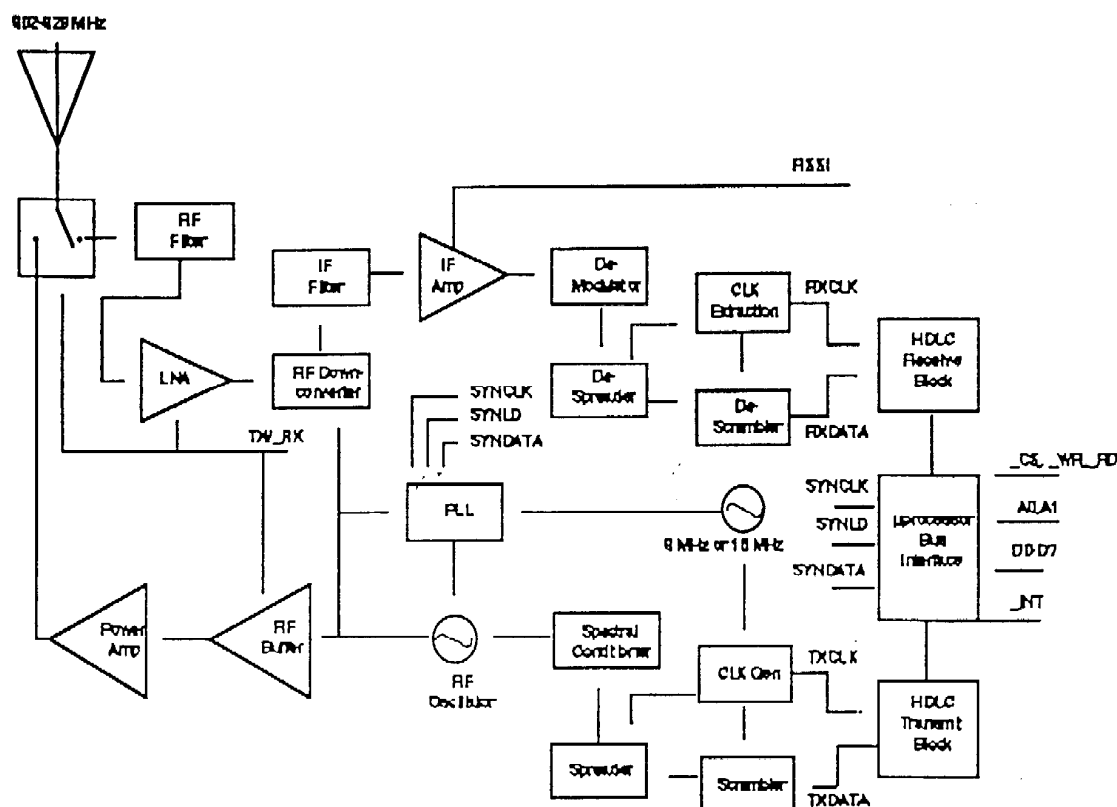 902-928 MHz
RSSI
RF
Filter
IF
Filter
IF
Amp
De-
Modulator
CLK
Extraction
RXCLK
HDLC
Receive
Block
LNA
RF Down-
converter
De-
Spreader
De-
Scrambler
RXDATA
SYNCLK
SYNLD
SYNDATA
TX/_RX
PLL
SYNCLK
SYNLD
SYNDATA
μprocessor
Bus
Interface
_CS, _WR,_RD
A0,A1
D0-D7
_INT
Power
Amp
RF
Buffer
RF
Oscillator
Spectral
Conditioner
CLK Gen
TXCLK
HDLC
Transmit
Block
Spreader
Scrambler
TXDATA